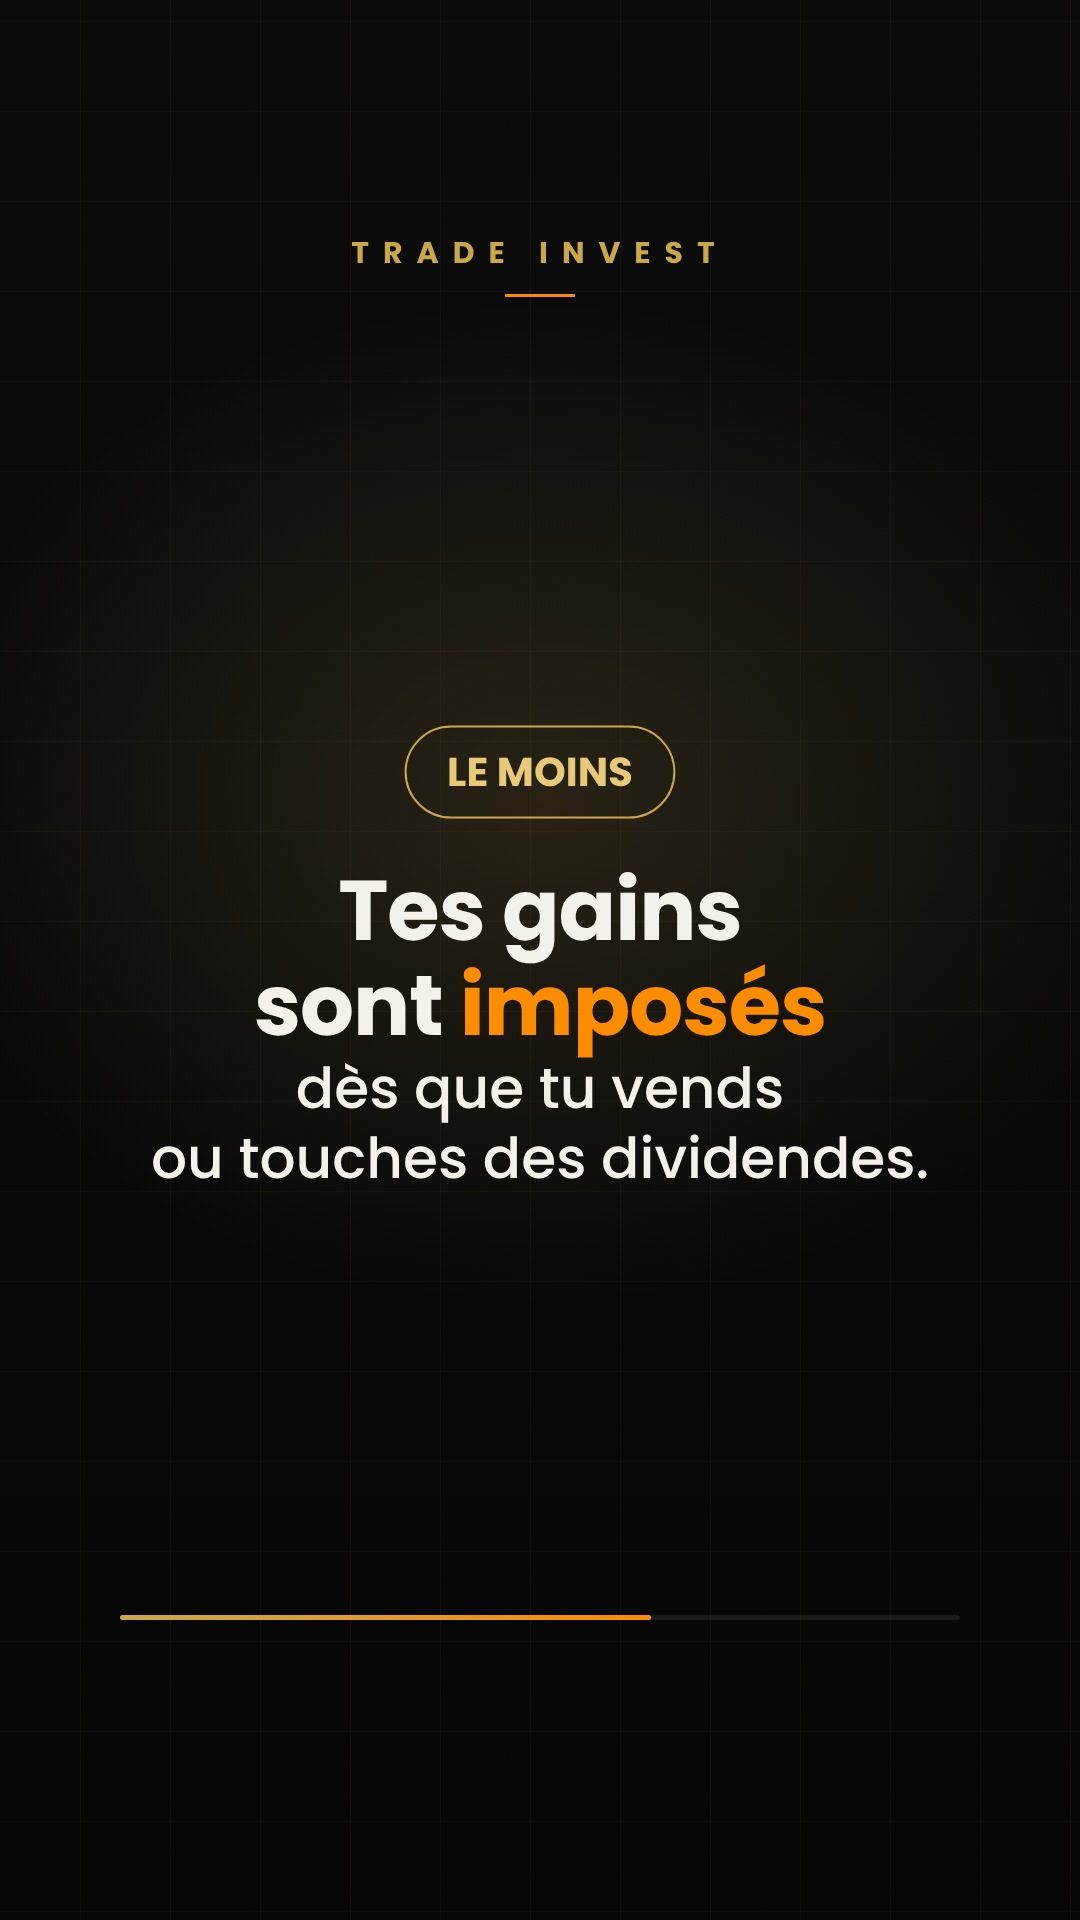 TRADE INVEST
LE MOINS
Tes gains
sont imposés
dès que tu vends
ou touches des dividendes.